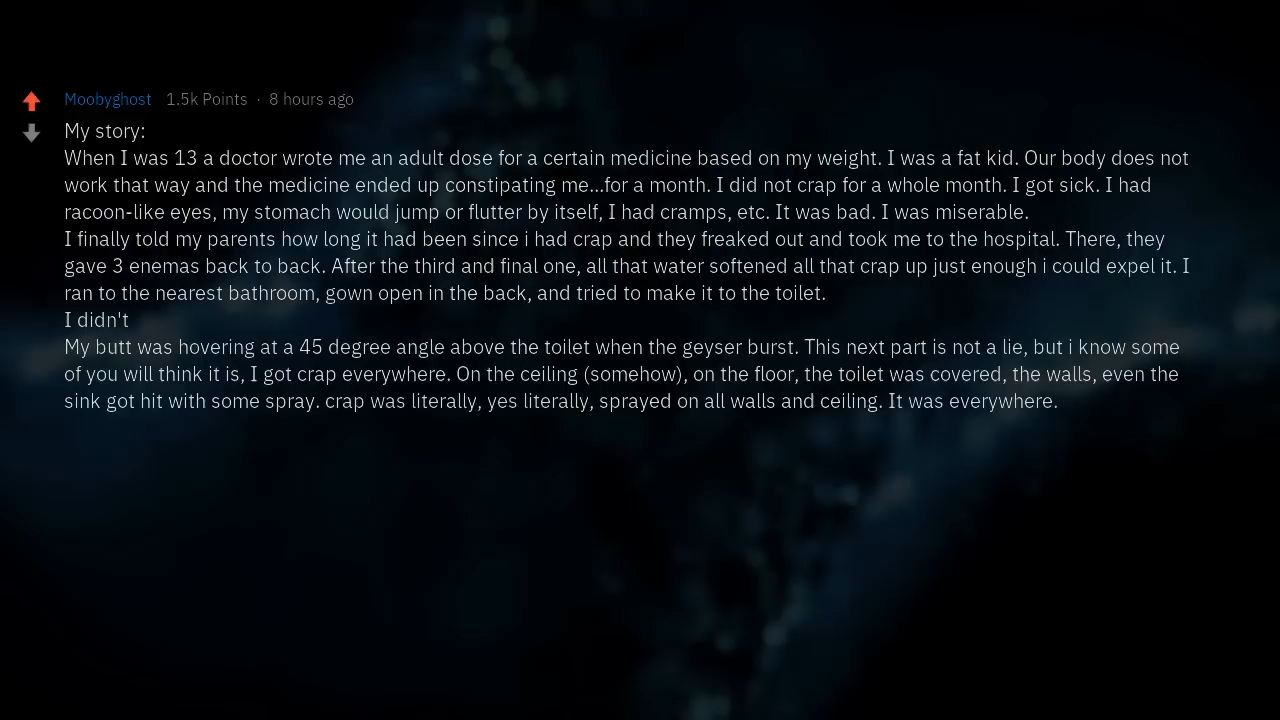 Moobyghost 1.5k Points · 8 hours ago
My story:
When I was 13 a doctor wrote me an adult dose for a certain medicine based on my weight. I was a fat kid. Our body does not
work that way and the medicine ended up constipating me...for a month. I did not crap for a whole month. I got sick. I had
racoon-like eyes, my stomach would jump or flutter by itself, I had cramps, etc. It was bad. I was miserable.
I finally told my parents how long it had been since i had crap and they freaked out and took me to the hospital. There, they
gave 3 enemas back to back. After the third and final one, all that water softened all that crap up just enough i could expel it. I
ran to the nearest bathroom, gown open in the back, and tried to make it to the toilet.
I didn't
My butt was hovering at a 45 degree angle above the toilet when the geyser burst. This next part is not a lie, but i know some
of you will think it is, I got crap everywhere. On the ceiling (somehow), on the floor, the toilet was covered, the walls, even the
sink got hit with some spray. crap was literally, yes literally, sprayed on all walls and ceiling. It was everywhere.